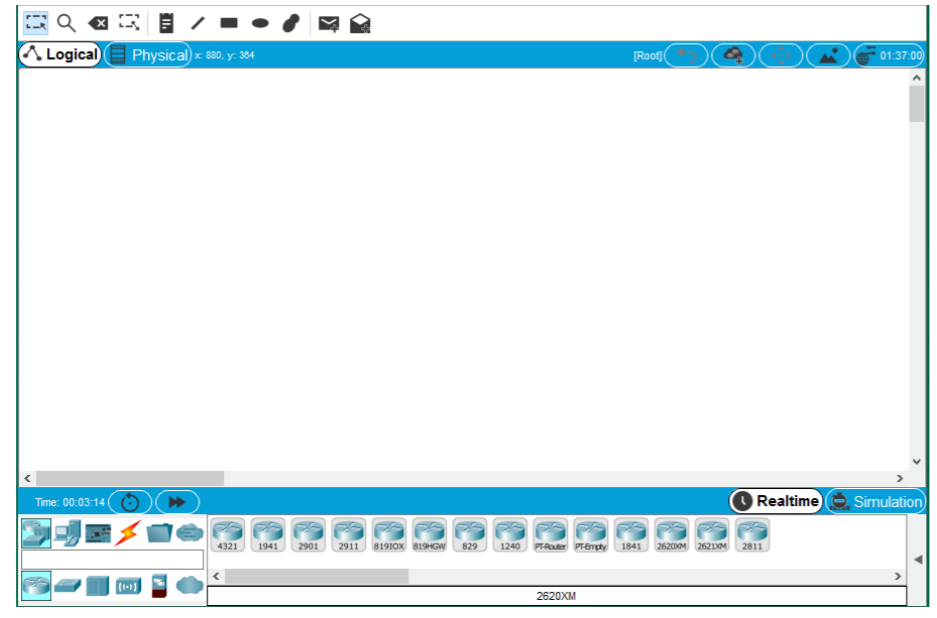 Logical Physical x: 880, y: 364 [Root] 01:37:00
Time: 00:03:14 Realtime Simulation
4321 1941 2901 2911 819IOX 819HGW 829 1240 PT-Router PT-Empty 1841 2620XM 2621XM 2811
2620XM